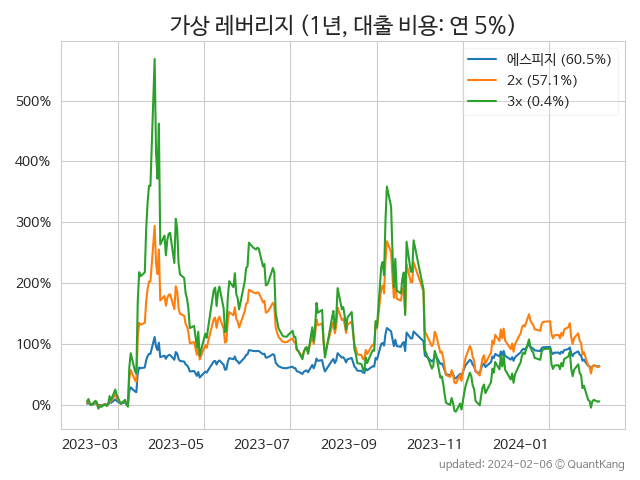 가상 레버리지 (1년, 대출 비용: 연 5%)
에스피지 (60.5%)
2x (57.1%)
3x (0.4%)
500%
400%
300%
200%
100%
0%
2023-03 2023-05 2023-07 2023-09 2023-11 2024-01
updated: 2024-02-06 © QuantKang